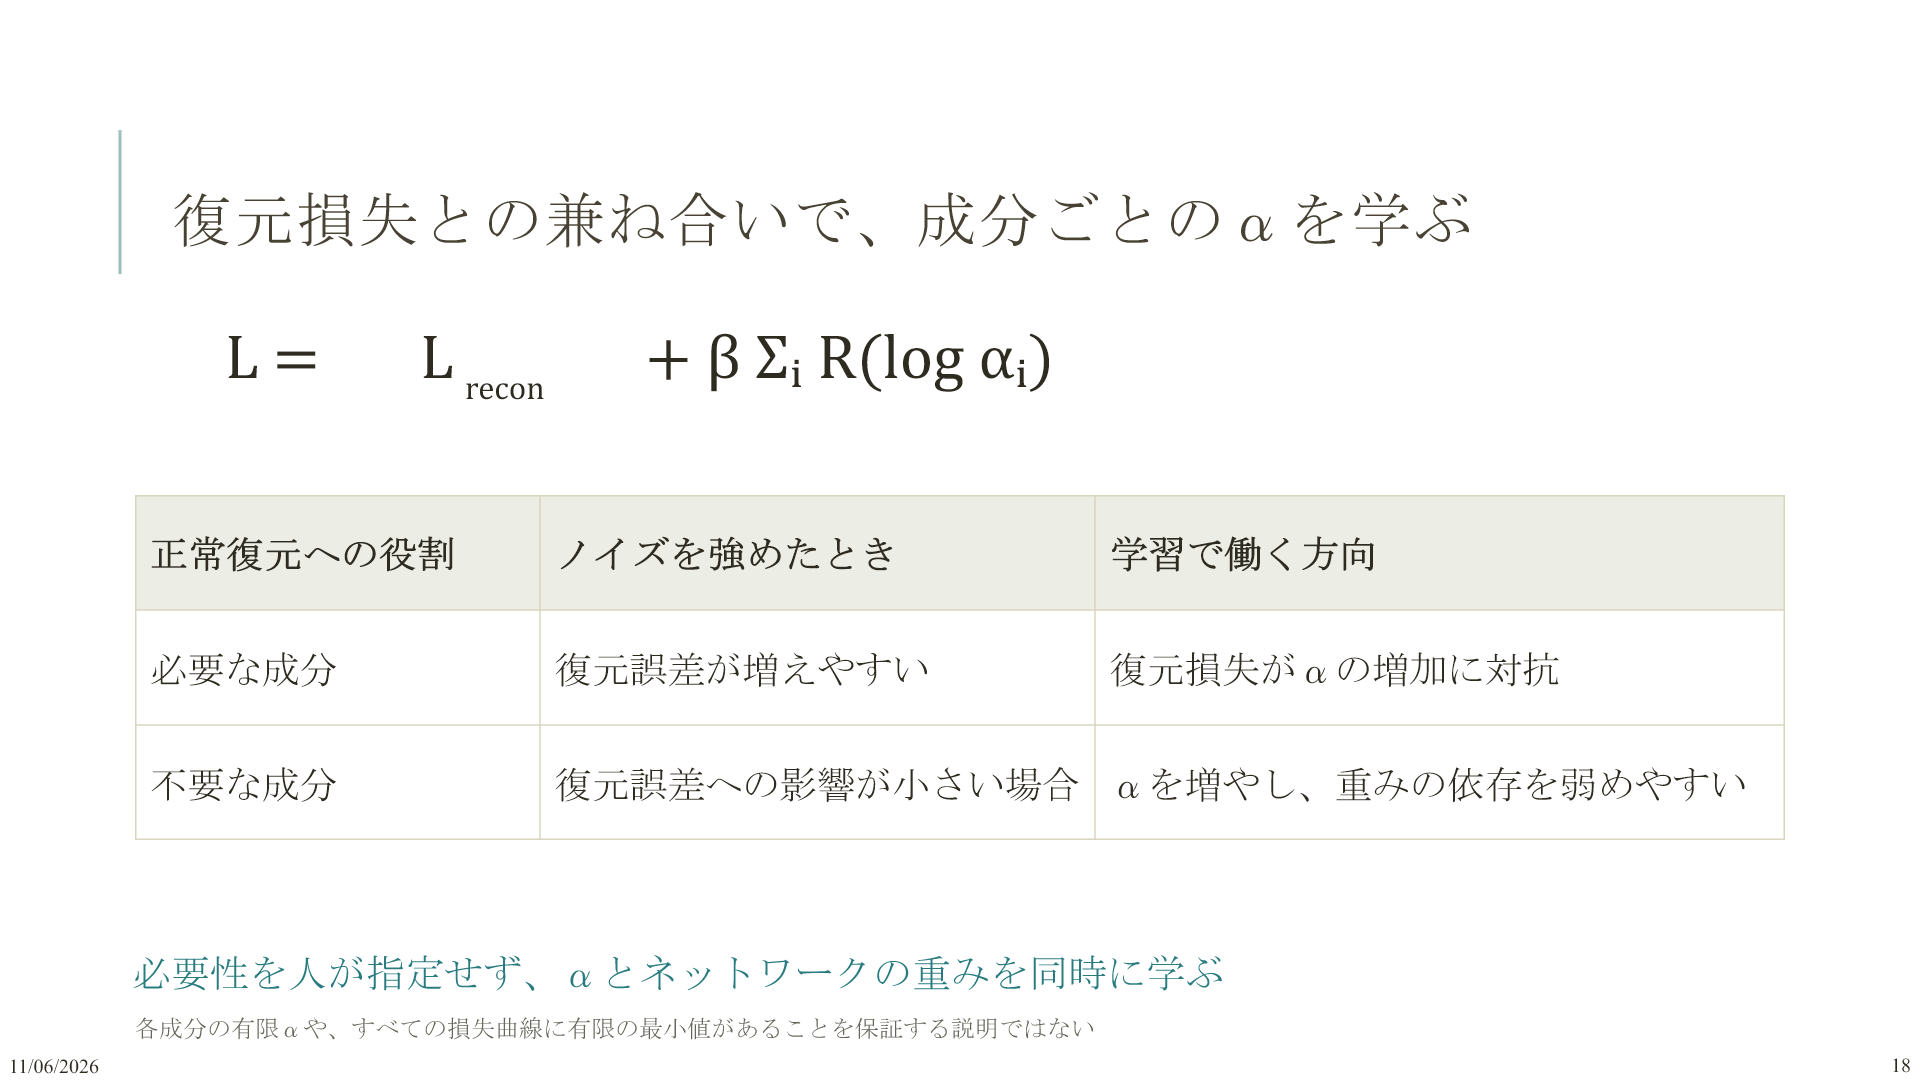 復元損失との兼ね合いで、成分ごとの α を学ぶ
L = L recon + β Σᵢ R(log αᵢ)
正常復元への役割 ノイズを強めたとき 学習で働く方向
必要な成分 復元誤差が増えやすい 復元損失が α の増加に対抗
不要な成分 復元誤差への影響が小さい場合 α を増やし、重みの依存を弱めやすい
必要性を人が指定せず、 α とネットワークの重みを同時に学ぶ
各成分の有限 α や、すべての損失曲線に有限の最小値があることを保証する説明ではない
11/06/2026
18